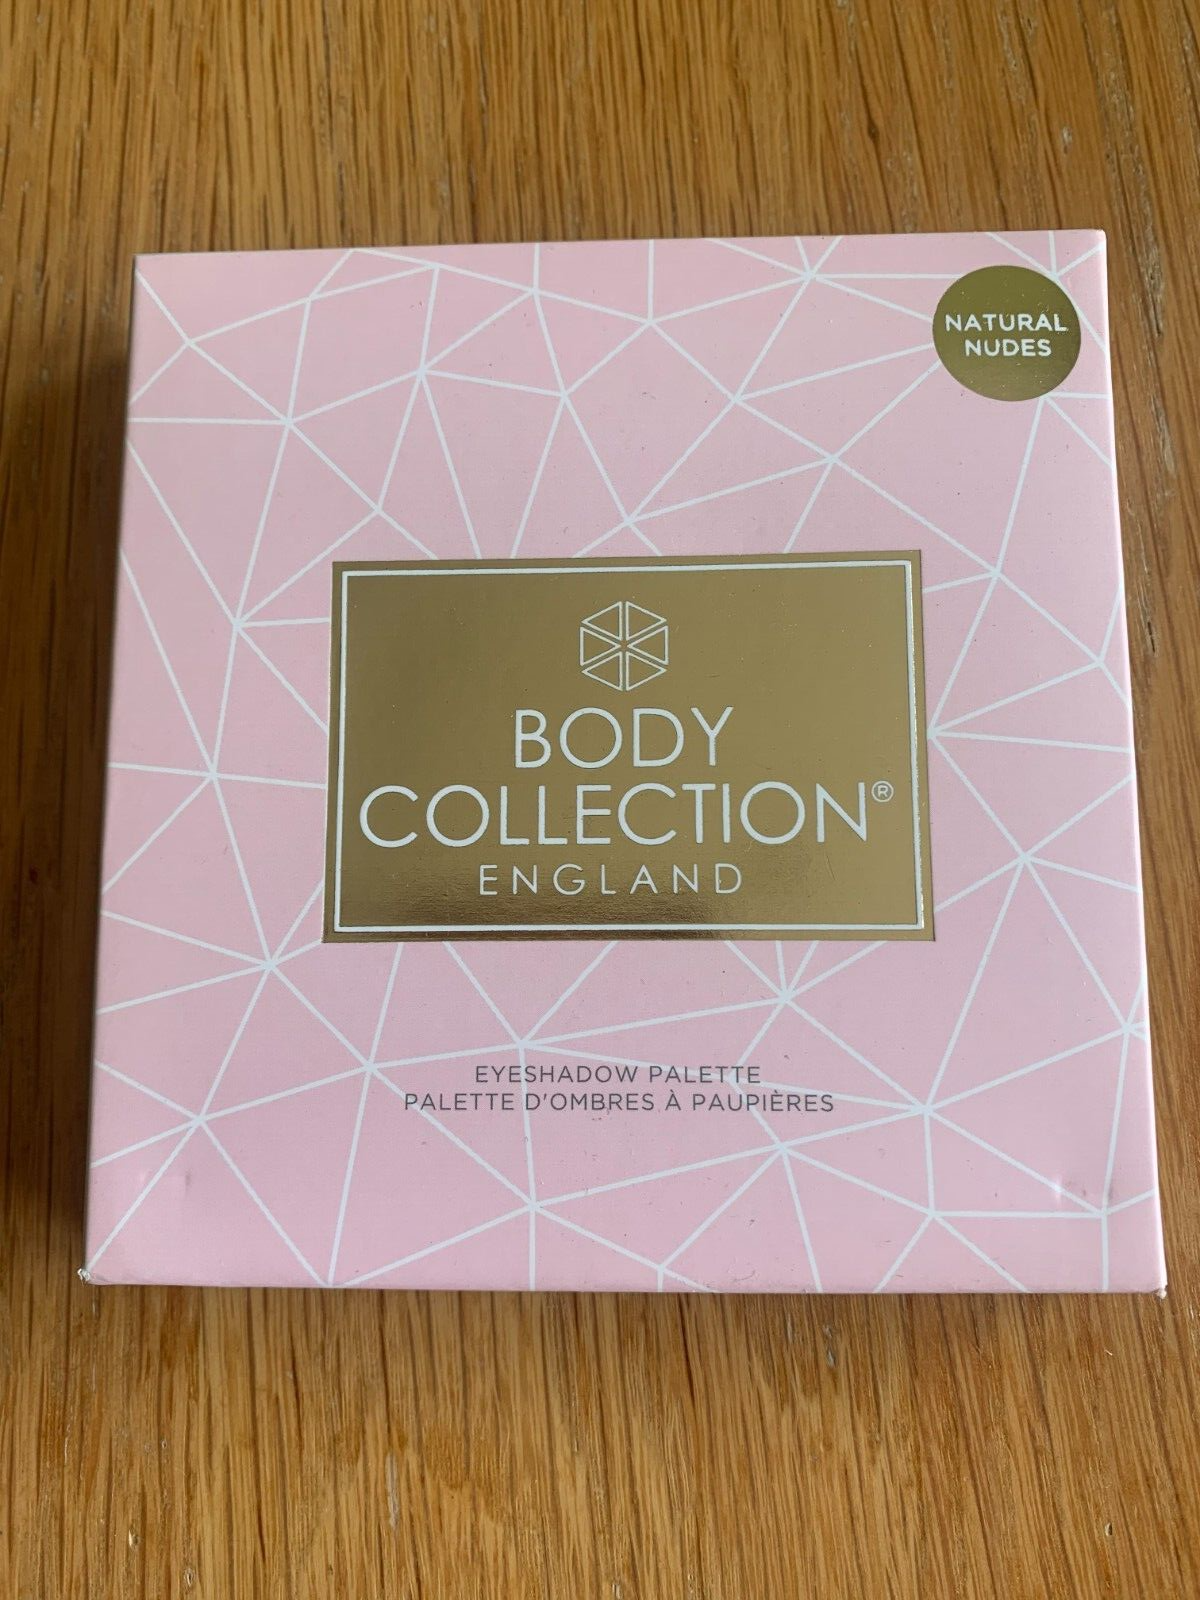 NATURAL
NUDES
BODY
COLLECTION®
ENGLAND
EYESHADOW PALETTE
PALETTE D'OMBRES À PAUPIÈRES